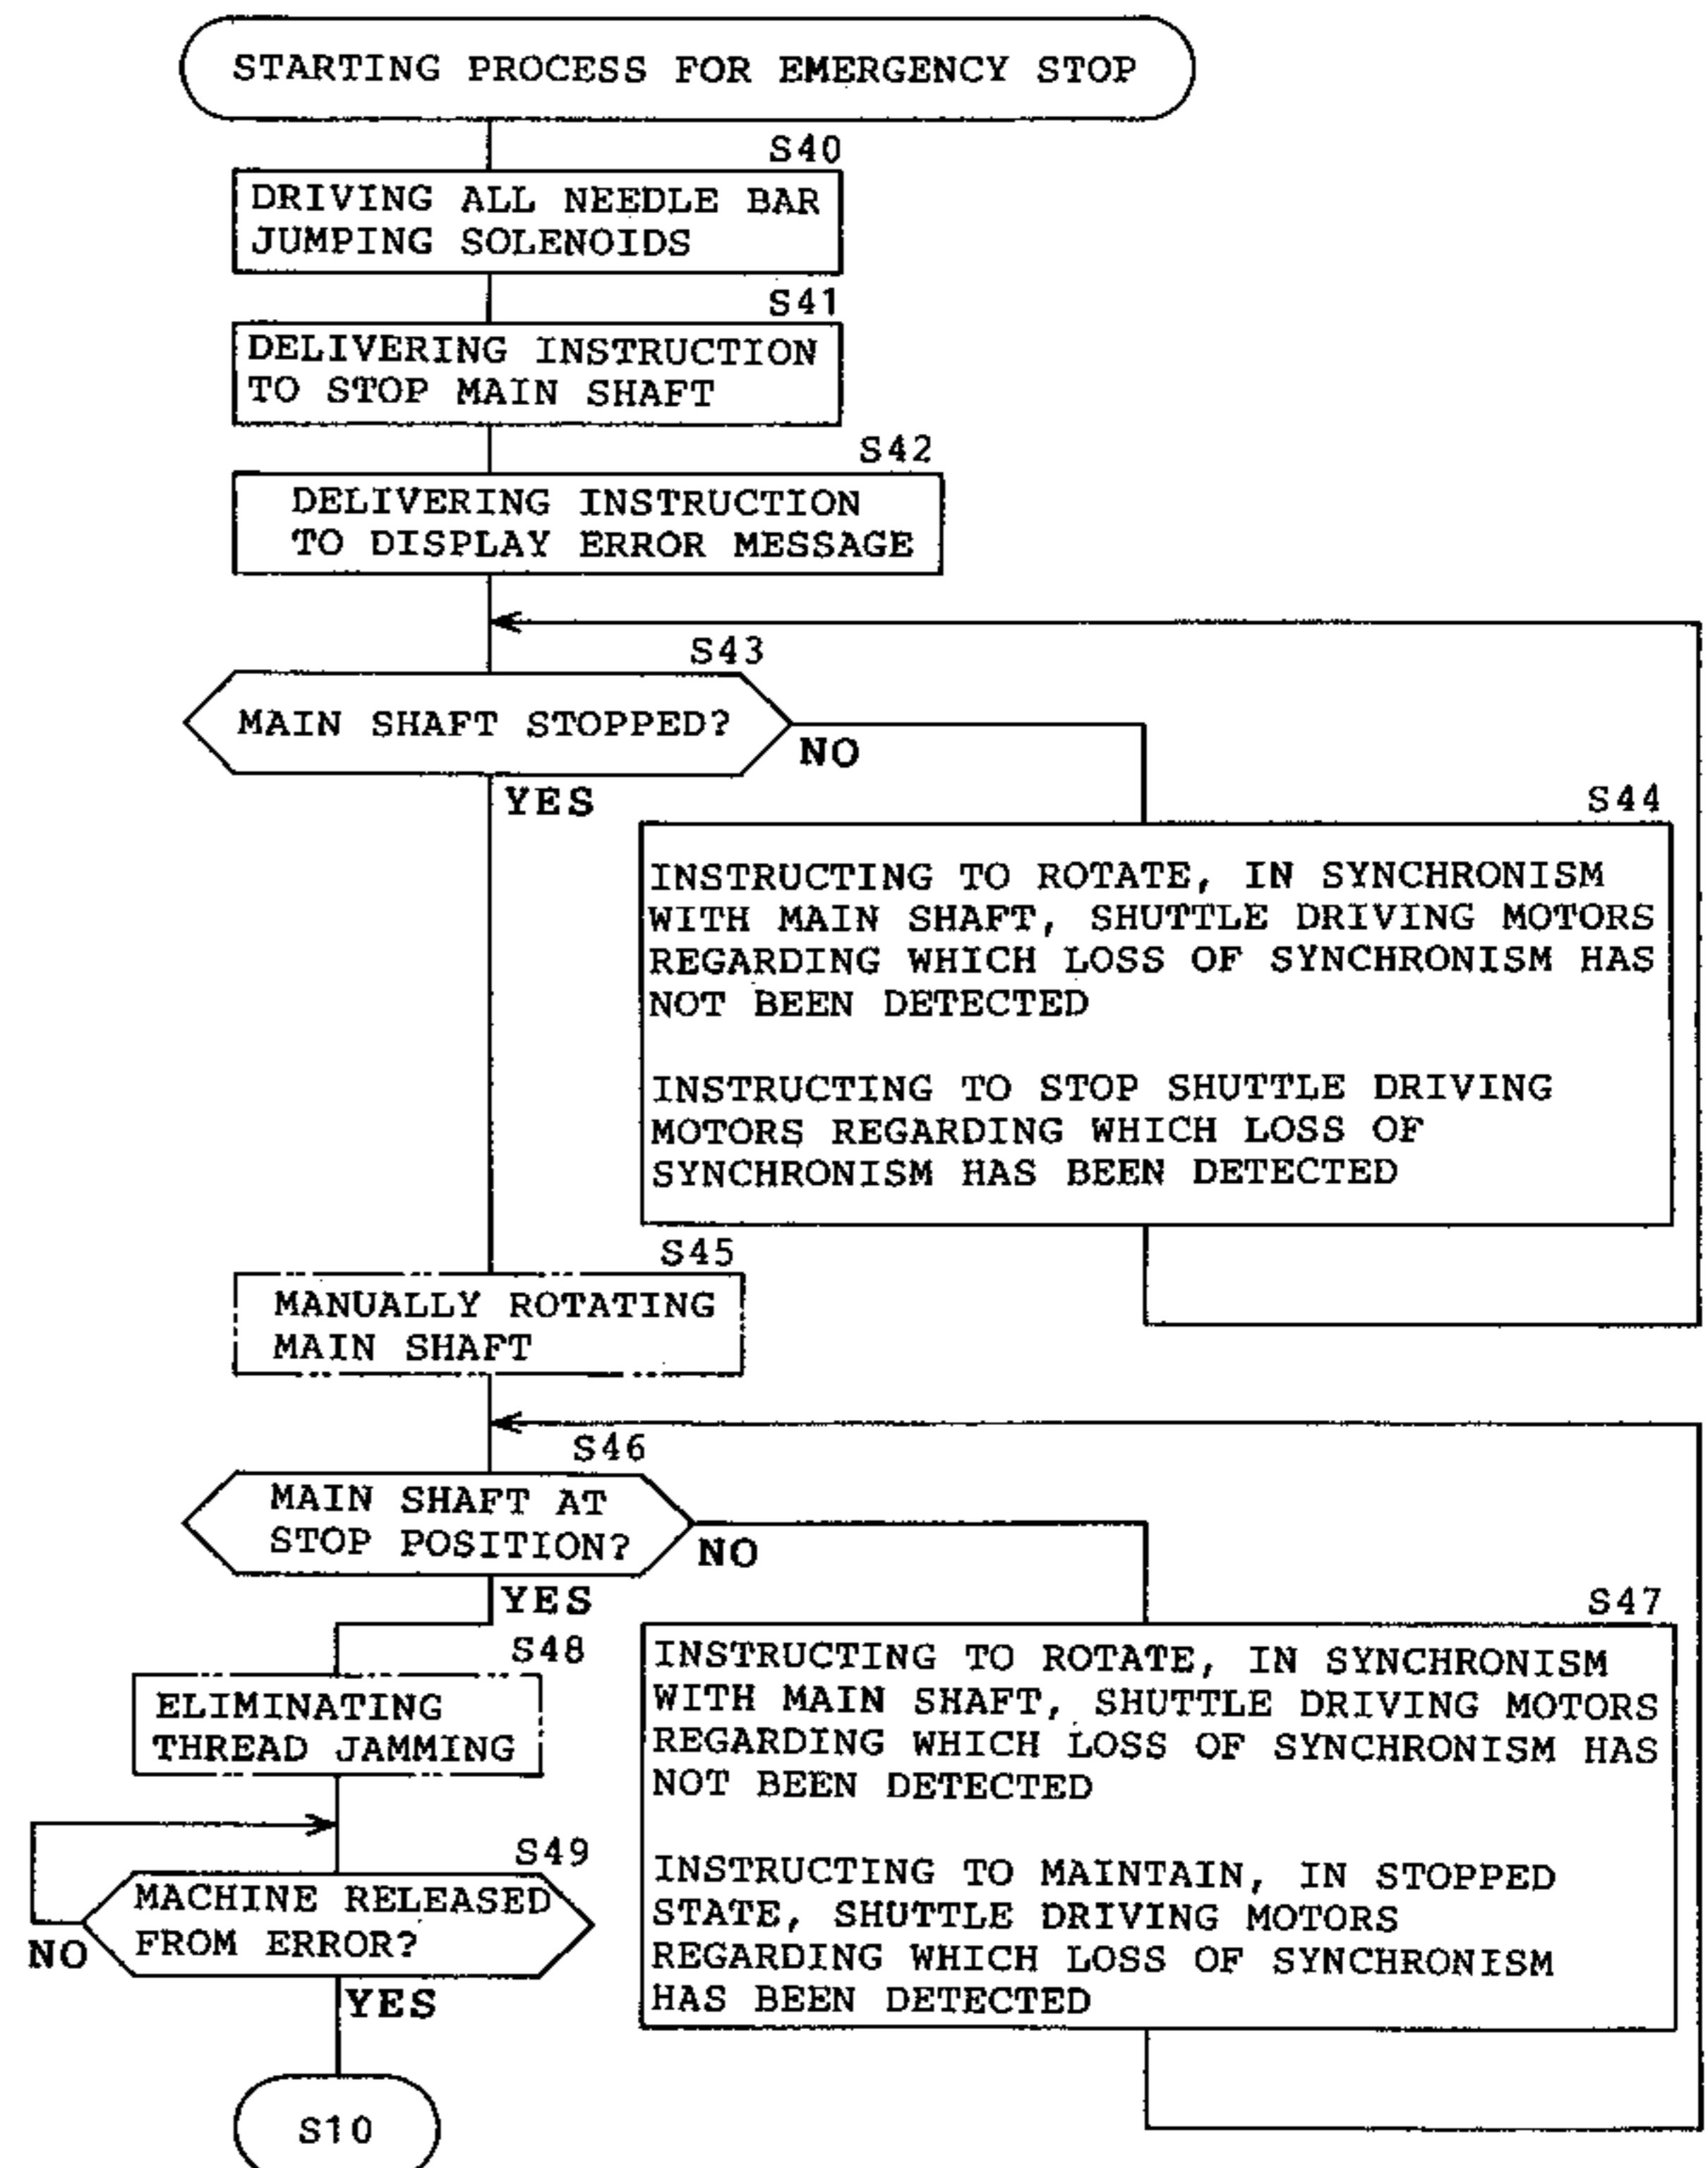 STARTING PROCESS FOR EMERGENCY STOP
S40
DRIVING ALL NEEDLE BAR
JUMPING SOLENOIDS
S41
DELIVERING INSTRUCTION
TO STOP MAIN SHAFT
S42
DELIVERING INSTRUCTION
TO DISPLAY ERROR MESSAGE
S43
MAIN SHAFT STOPPED?
NO
YES
S44
INSTRUCTING TO ROTATE, IN SYNCHRONISM
WITH MAIN SHAFT, SHUTTLE DRIVING MOTORS
REGARDING WHICH LOSS OF SYNCHRONISM HAS
NOT BEEN DETECTED
INSTRUCTING TO STOP SHUTTLE DRIVING
MOTORS REGARDING WHICH LOSS OF
SYNCHRONISM HAS BEEN DETECTED
S45
MANUALLY ROTATING
MAIN SHAFT
S46
MAIN SHAFT AT
STOP POSITION?
NO
YES
S47
INSTRUCTING TO ROTATE, IN SYNCHRONISM
WITH MAIN SHAFT, SHUTTLE DRIVING MOTORS
REGARDING WHICH LOSS OF SYNCHRONISM HAS
NOT BEEN DETECTED
INSTRUCTING TO MAINTAIN, IN STOPPED
STATE, SHUTTLE DRIVING MOTORS
REGARDING WHICH LOSS OF SYNCHRONISM
HAS BEEN DETECTED
S48
ELIMINATING
THREAD JAMMING
S49
MACHINE RELEASED
FROM ERROR?
NO
YES
S10